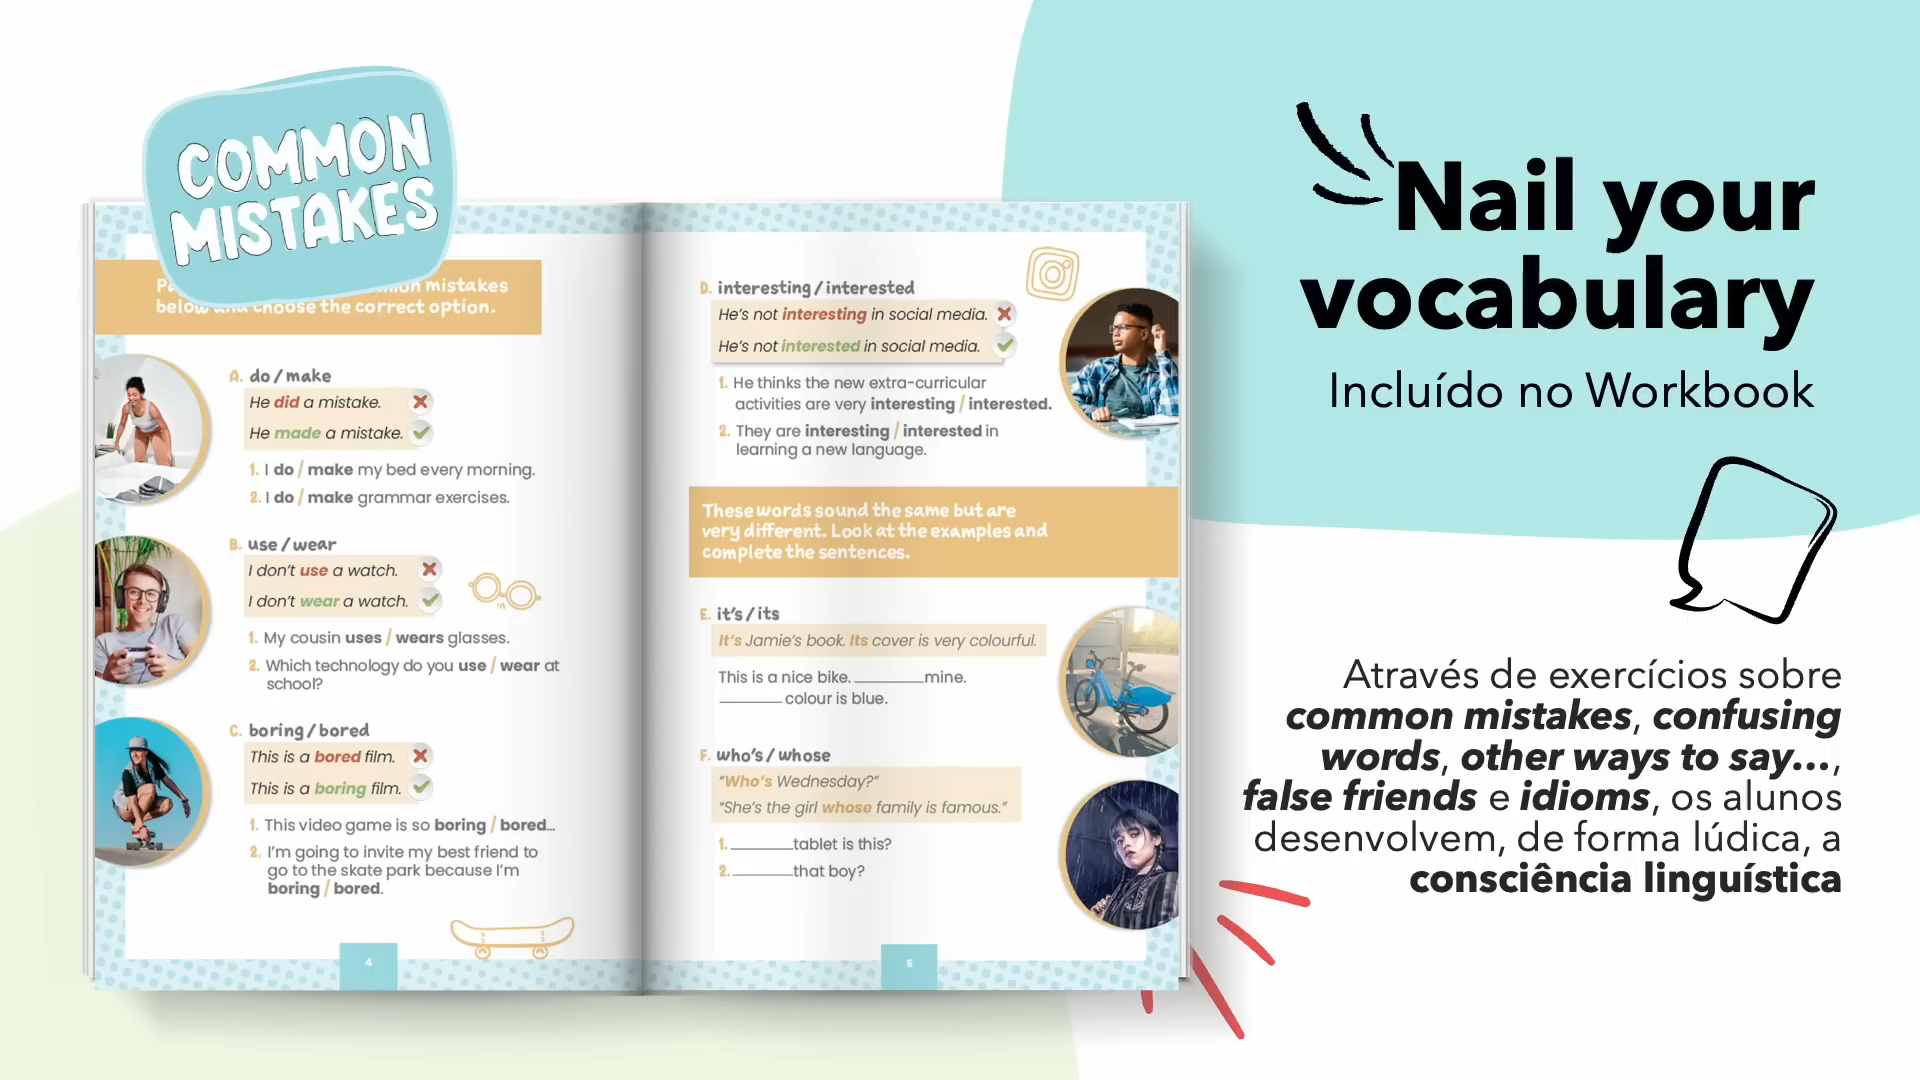 COMMON
MISTAKES
mistakes
below and choose the correct option.
A. do / make
He did a mistake.
He made a mistake.
1. I do / make my bed every morning.
2. I do / make grammar exercises.
B. use / wear
I don't use a watch.
I don't wear a watch.
1. My cousin uses / wears glasses.
2. Which technology do you use / wear at
school?
C. boring / bored
This is a bored film.
This is a boring film.
1. This video game is so boring / bored...
2. I'm going to invite my best friend to
go to the skate park because I'm
boring / bored.
4
D. interesting / interested
He's not interesting in social media.
He's not interested in social media.
1. He thinks the new extra-curricular
activities are very interesting / interested.
2. They are interesting / interested in
learning a new language.
These words sound the same but are
very different. Look at the examples and
complete the sentences.
E. it's / its
It's Jamie's book. Its cover is very colourful.
This is a nice bike. ________mine.
________ colour is blue.
F. who's / whose
"Who's Wednesday?"
"She's the girl whose family is famous."
1. ________tablet is this?
2. ________that boy?
5
Nail your
vocabulary
Incluído no Workbook
Através de exercícios sobre
common mistakes, confusing
words, other ways to say...,
false friends e idioms, os alunos
desenvolvem, de forma lúdica, a
consciência linguística